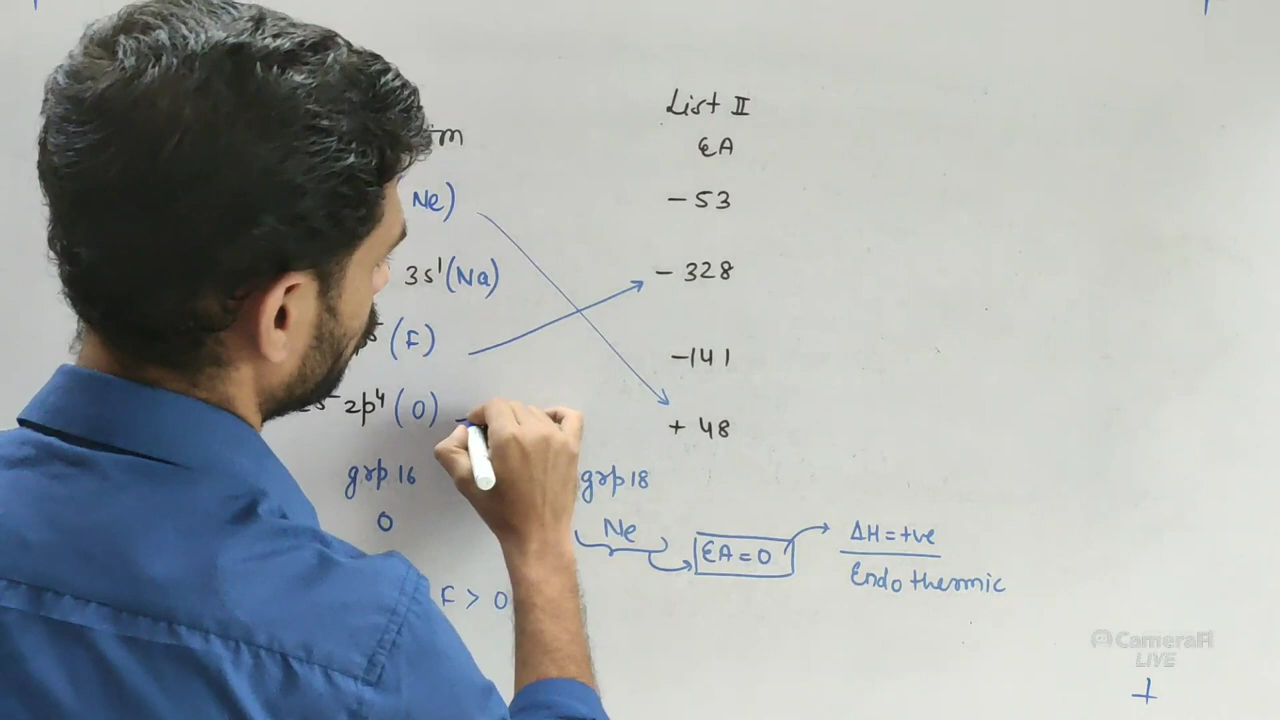 List II
EA
Ne)
- 53
3s¹(Na)
- 328
(F)
-141
2p⁴ (O)
+ 48
grp 16
grp 18
O
Ne
EA = 0
ΔH = +ve
Endothermic
F > O
CameraFi
LIVE